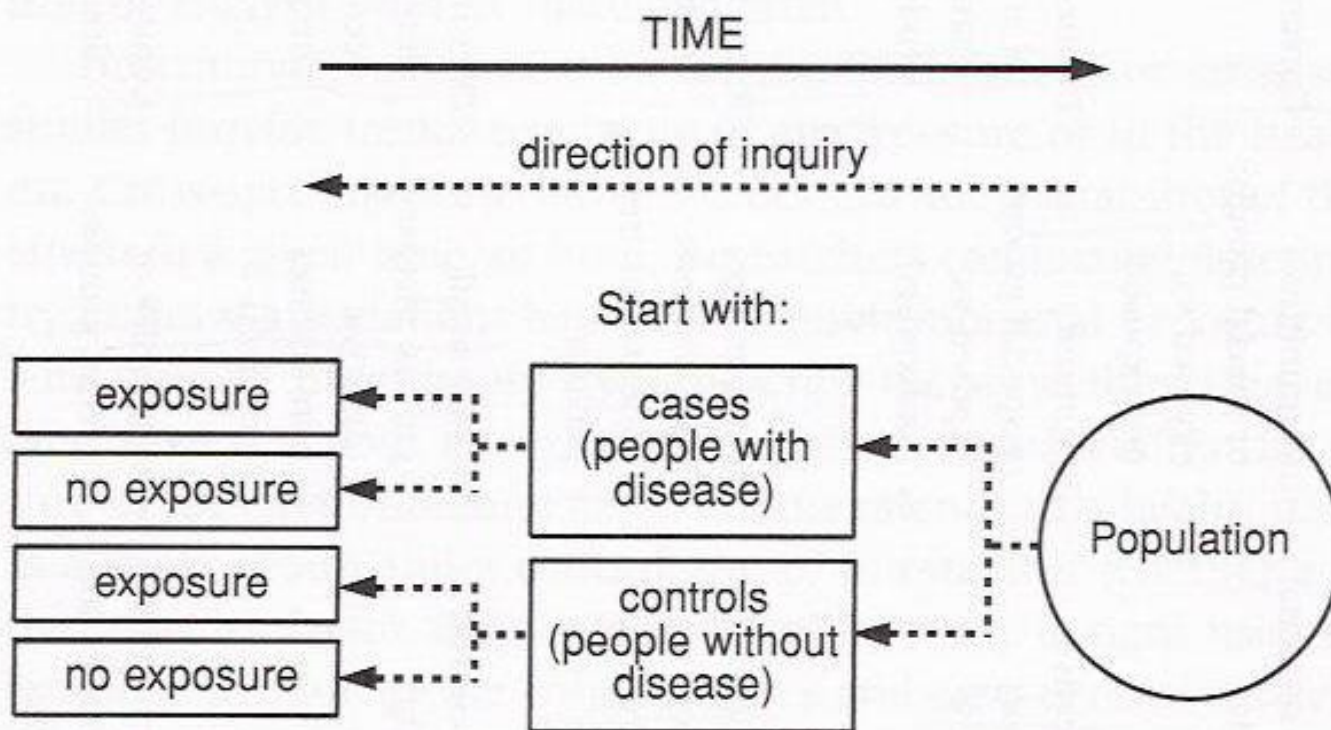 TIME
direction of inquiry
Start with:
exposure
no exposure
exposure
no exposure
cases
(people with
disease)
controls
(people without
disease)
Population